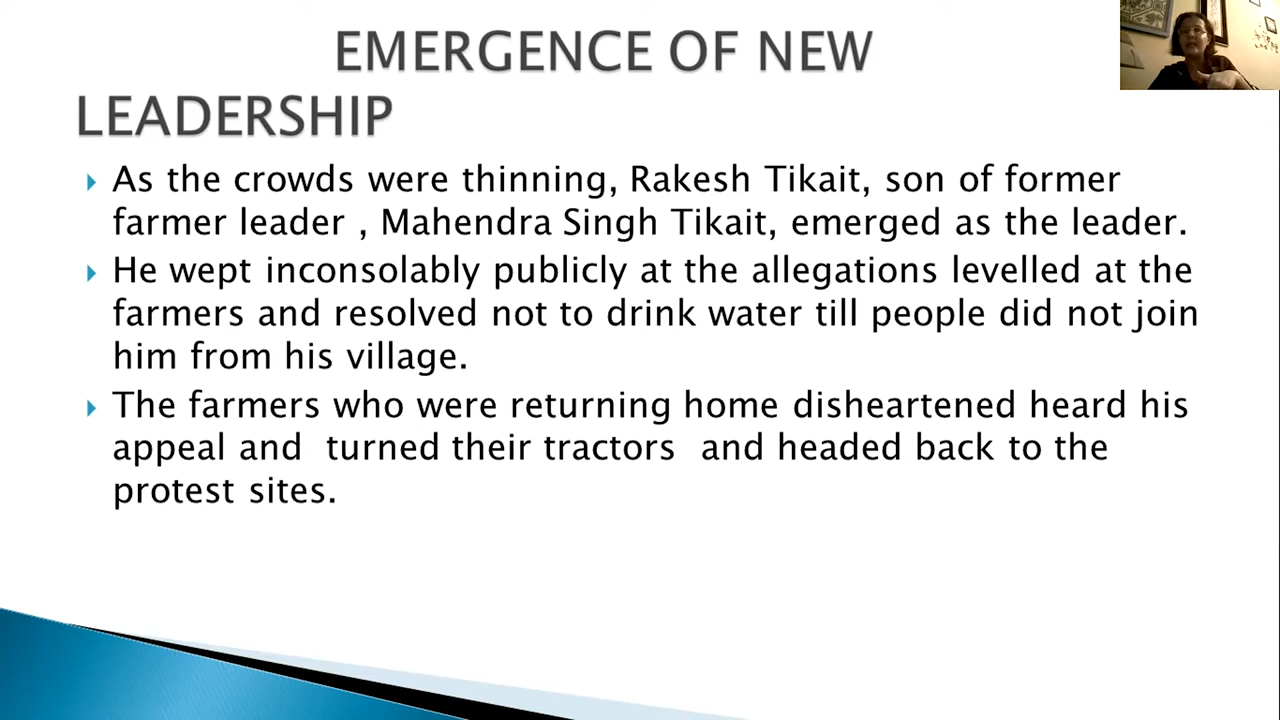 EMERGENCE OF NEW
LEADERSHIP
As the crowds were thinning, Rakesh Tikait, son of former
farmer leader , Mahendra Singh Tikait, emerged as the leader.
He wept inconsolably publicly at the allegations levelled at the
farmers and resolved not to drink water till people did not join
him from his village.
The farmers who were returning home disheartened heard his
appeal and  turned their tractors  and headed back to the
protest sites.